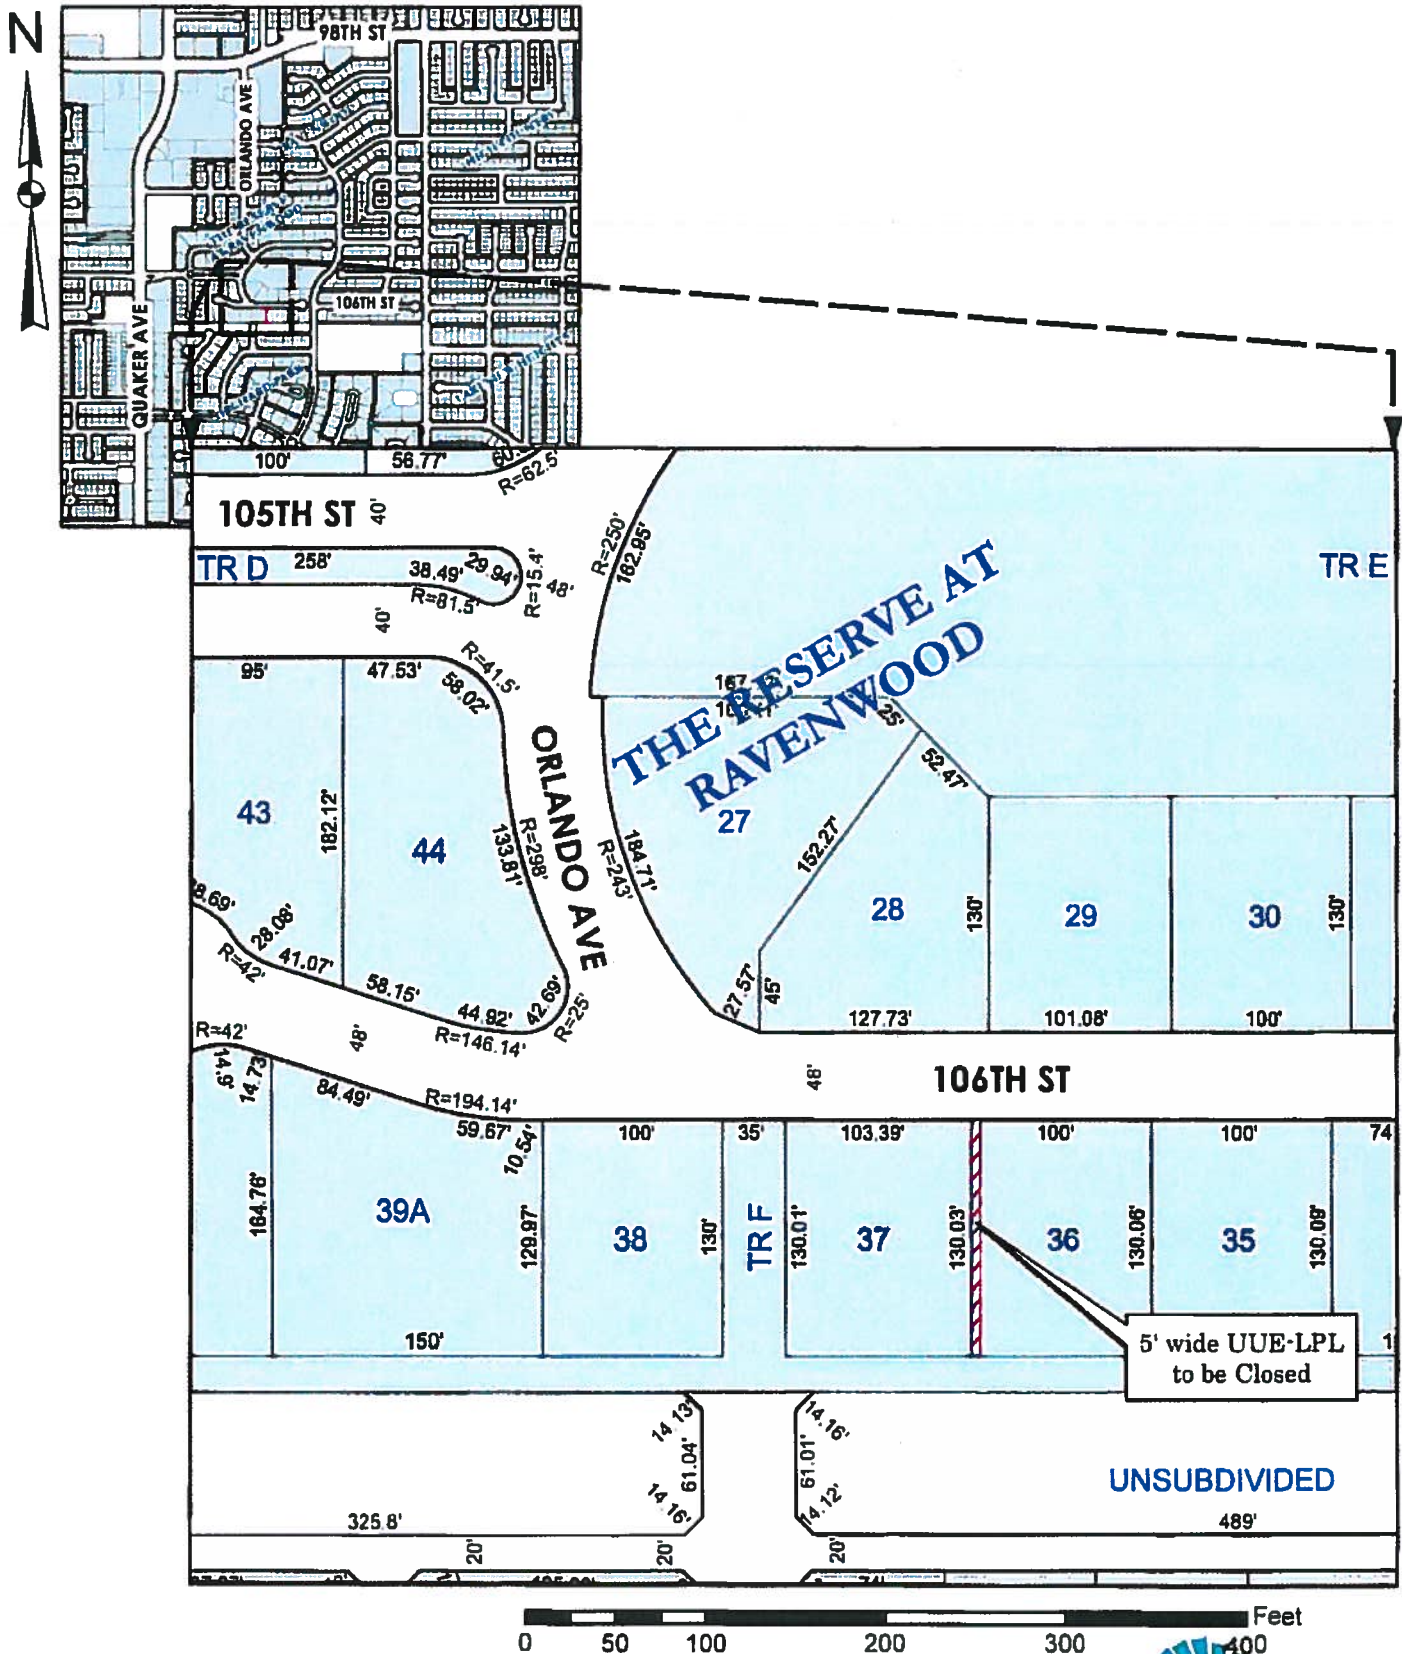 N
98TH ST
ORLANDO AVE
QUAKER AVE
106TH ST
100'
56.77'
R=62.5'
105TH ST
40'
TR D
258'
38.49'
29.94'
R=15.4'
48'
R=81.5'
40'
R=250'
162.95'
TR E
THE RESERVE AT
RAVENWOOD
95'
47.53'
R=41.5'
58.02'
25'
52.47'
ORLANDO AVE
43
182.12'
44
133.81'
R=298'
184.71'
R=243'
27
152.27'
28
130'
29
30
130'
28.08'
R=42'
41.07'
58.15'
44.92'
42.69'
R=25'
R=146.14'
27.57'
45'
127.73'
101.08'
100'
R=42'
14.9'
14.73'
48'
84.49'
R=194.14'
59.67'
10.54'
48'
106TH ST
100'
35'
103.39'
100'
100'
74
164.76'
39A
129.97'
38
130'
TR F
130.01'
37
130.03'
36
130.06'
35
130.09'
150'
5' wide UUE-LPL
to be Closed
14.13'
61.04'
14.16'
14.16'
61.01'
14.12'
UNSUBDIVIDED
325.8'
489'
20'
20'
20'
Feet
0
50
100
200
300
400